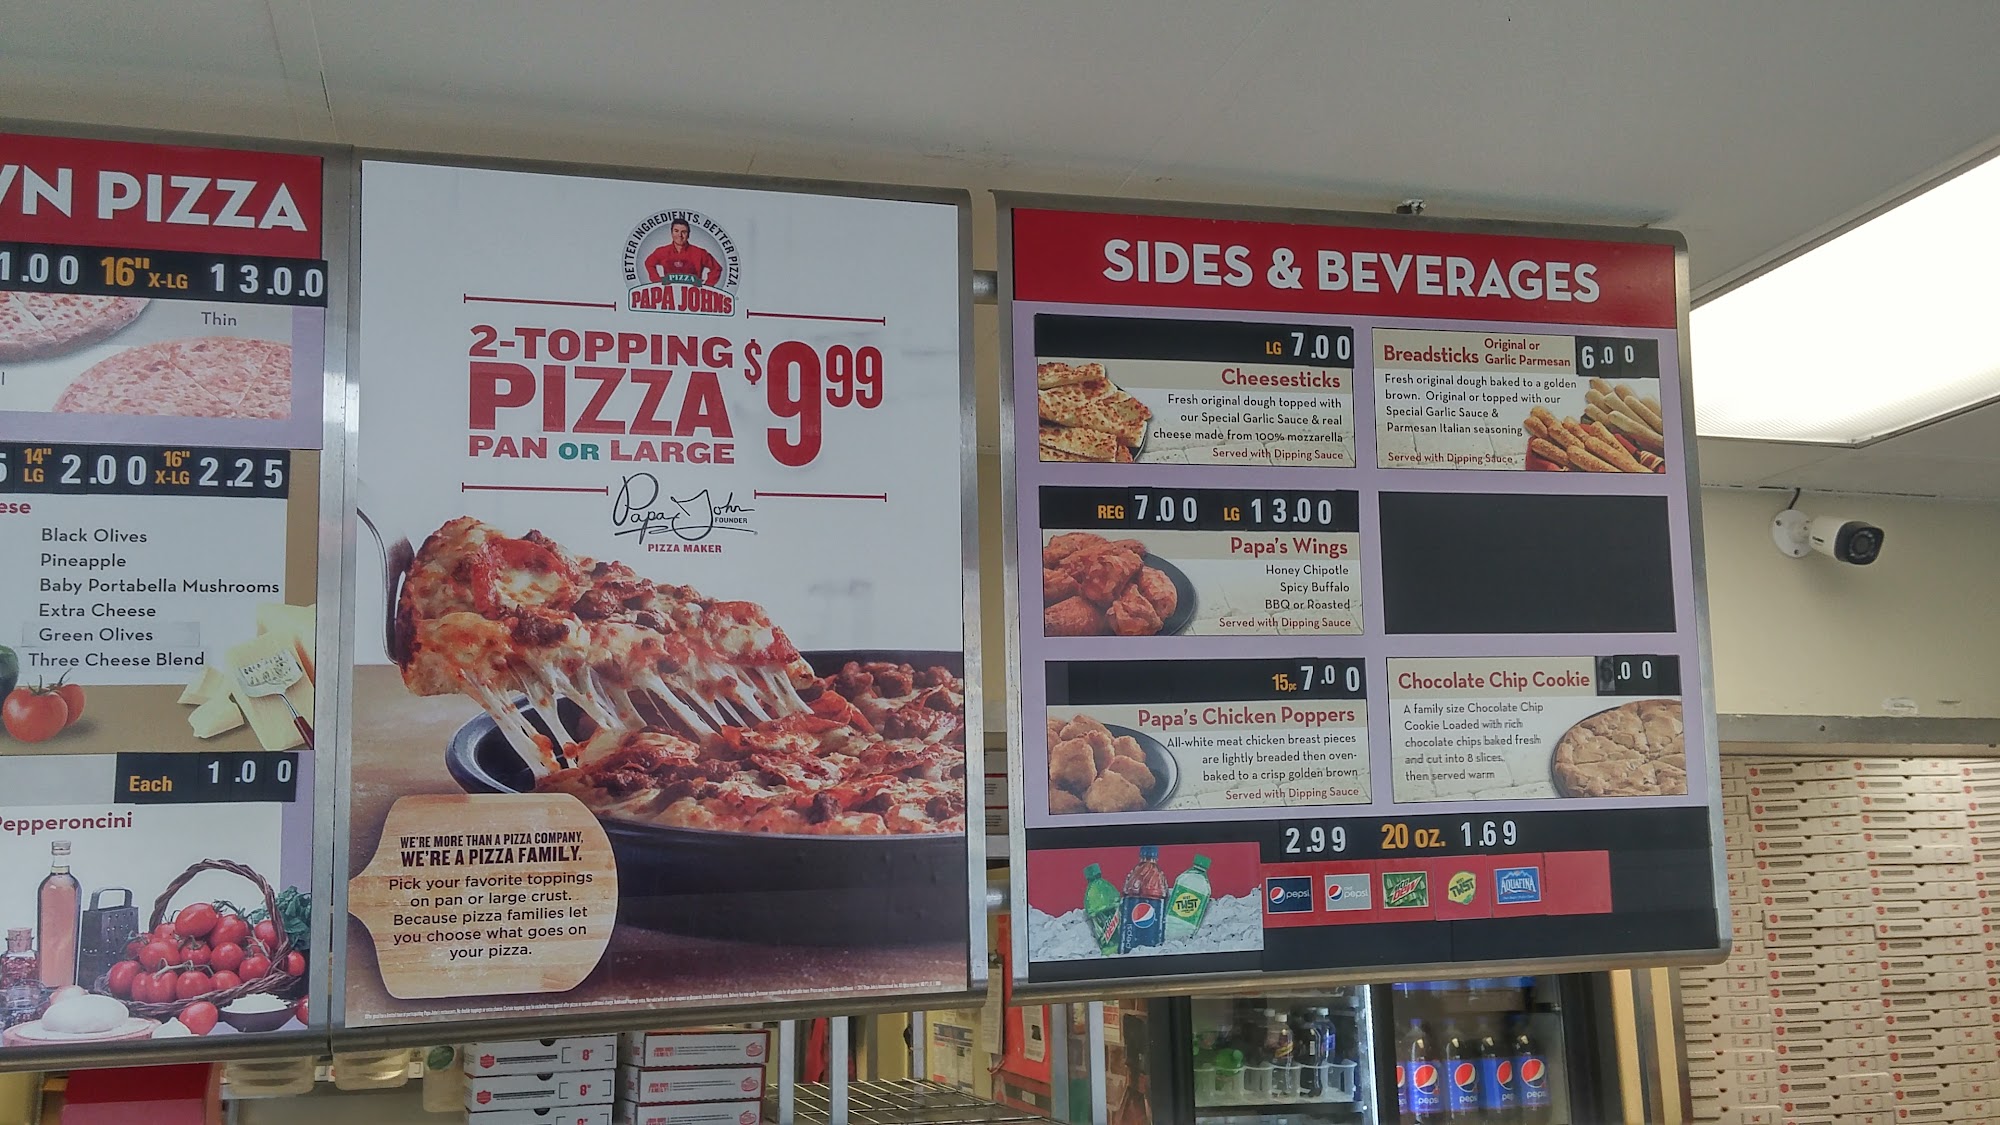 VN PIZZA
1.00 16" X-LG 13.0.0
Thin
14" LG 2.00 16" X-LG 2.25
Black Olives
Pineapple
Baby Portabella Mushrooms
Extra Cheese
Green Olives
Three Cheese Blend
Each 1.00
Pepperoncini
BETTER INGREDIENTS. BETTER PIZZA.
PIZZA
PAPA JOHNS
2-TOPPING
PIZZA
PAN OR LARGE
$9.99
Papa John
FOUNDER
PIZZA MAKER
WE'RE MORE THAN A PIZZA COMPANY,
WE'RE A PIZZA FAMILY.
Pick your favorite toppings
on pan or large crust.
Because pizza families let
you choose what goes on
your pizza.
SIDES & BEVERAGES
LG 7.00
Cheesesticks
Fresh original dough topped with
our Special Garlic Sauce & real
cheese made from 100% mozzarella
Served with Dipping Sauce
Breadsticks Original or Garlic Parmesan 6.00
Fresh original dough baked to a golden
brown. Original or topped with our
Special Garlic Sauce &
Parmesan Italian seasoning
Served with Dipping Sauce
REG 7.00 LG 13.00
Papa's Wings
Honey Chipotle
Spicy Buffalo
BBQ or Roasted
Served with Dipping Sauce
15pc 7.00
Papa's Chicken Poppers
All-white meat chicken breast pieces
are lightly breaded then oven-
baked to a crisp golden brown
Served with Dipping Sauce
Chocolate Chip Cookie .00
A family size Chocolate Chip
Cookie Loaded with rich
chocolate chips baked fresh
and cut into 8 slices,
then served warm
2.99 20 oz. 1.69
pepsi
pepsi
TWIST
AQUAFINA
8"
8"